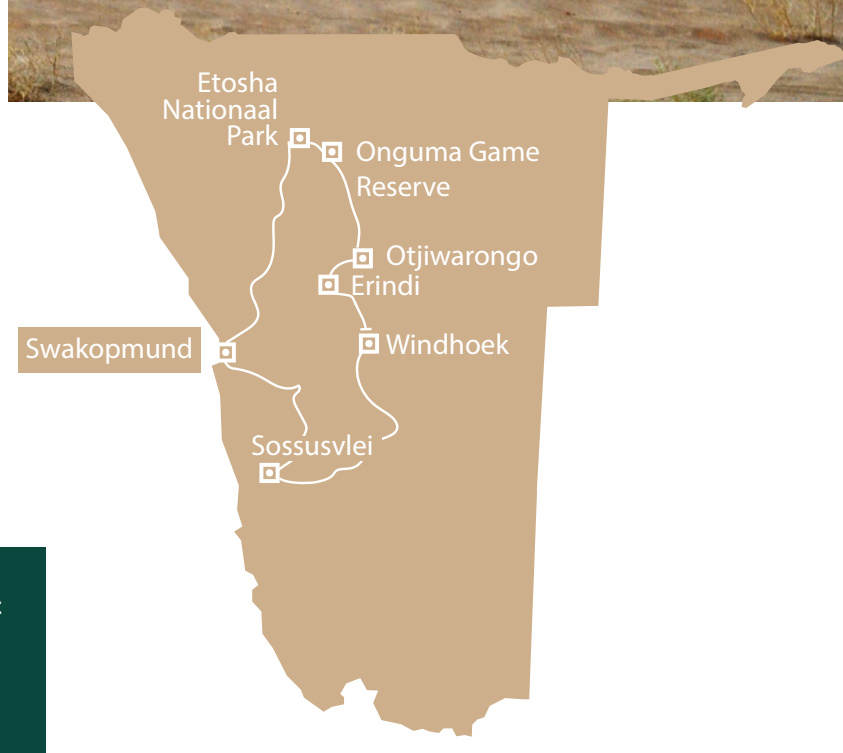 Etosha
Nationaal
Park
Onguma Game
Reserve
Otjiwarongo
Erindi
Swakopmund
Windhoek
Sossusvlei